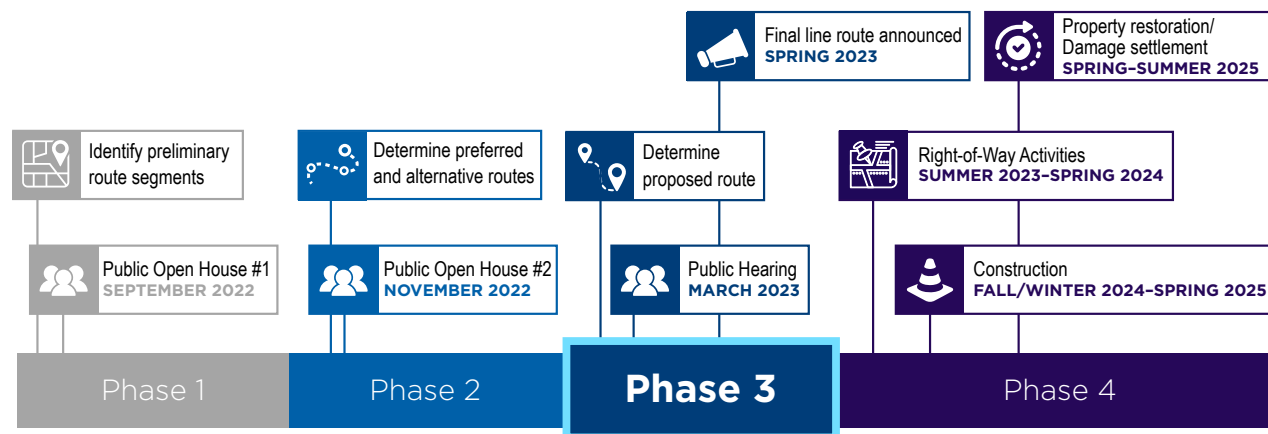 Final line route announced
SPRING 2023
Property restoration/
Damage settlement
SPRING–SUMMER 2025
Identify preliminary
route segments
Determine preferred
and alternative routes
Determine
proposed route
Right-of-Way Activities
SUMMER 2023–SPRING 2024
Public Open House #1
SEPTEMBER 2022
Public Open House #2
NOVEMBER 2022
Public Hearing
MARCH 2023
Construction
FALL/WINTER 2024–SPRING 2025
Phase 1
Phase 2
Phase 3
Phase 4